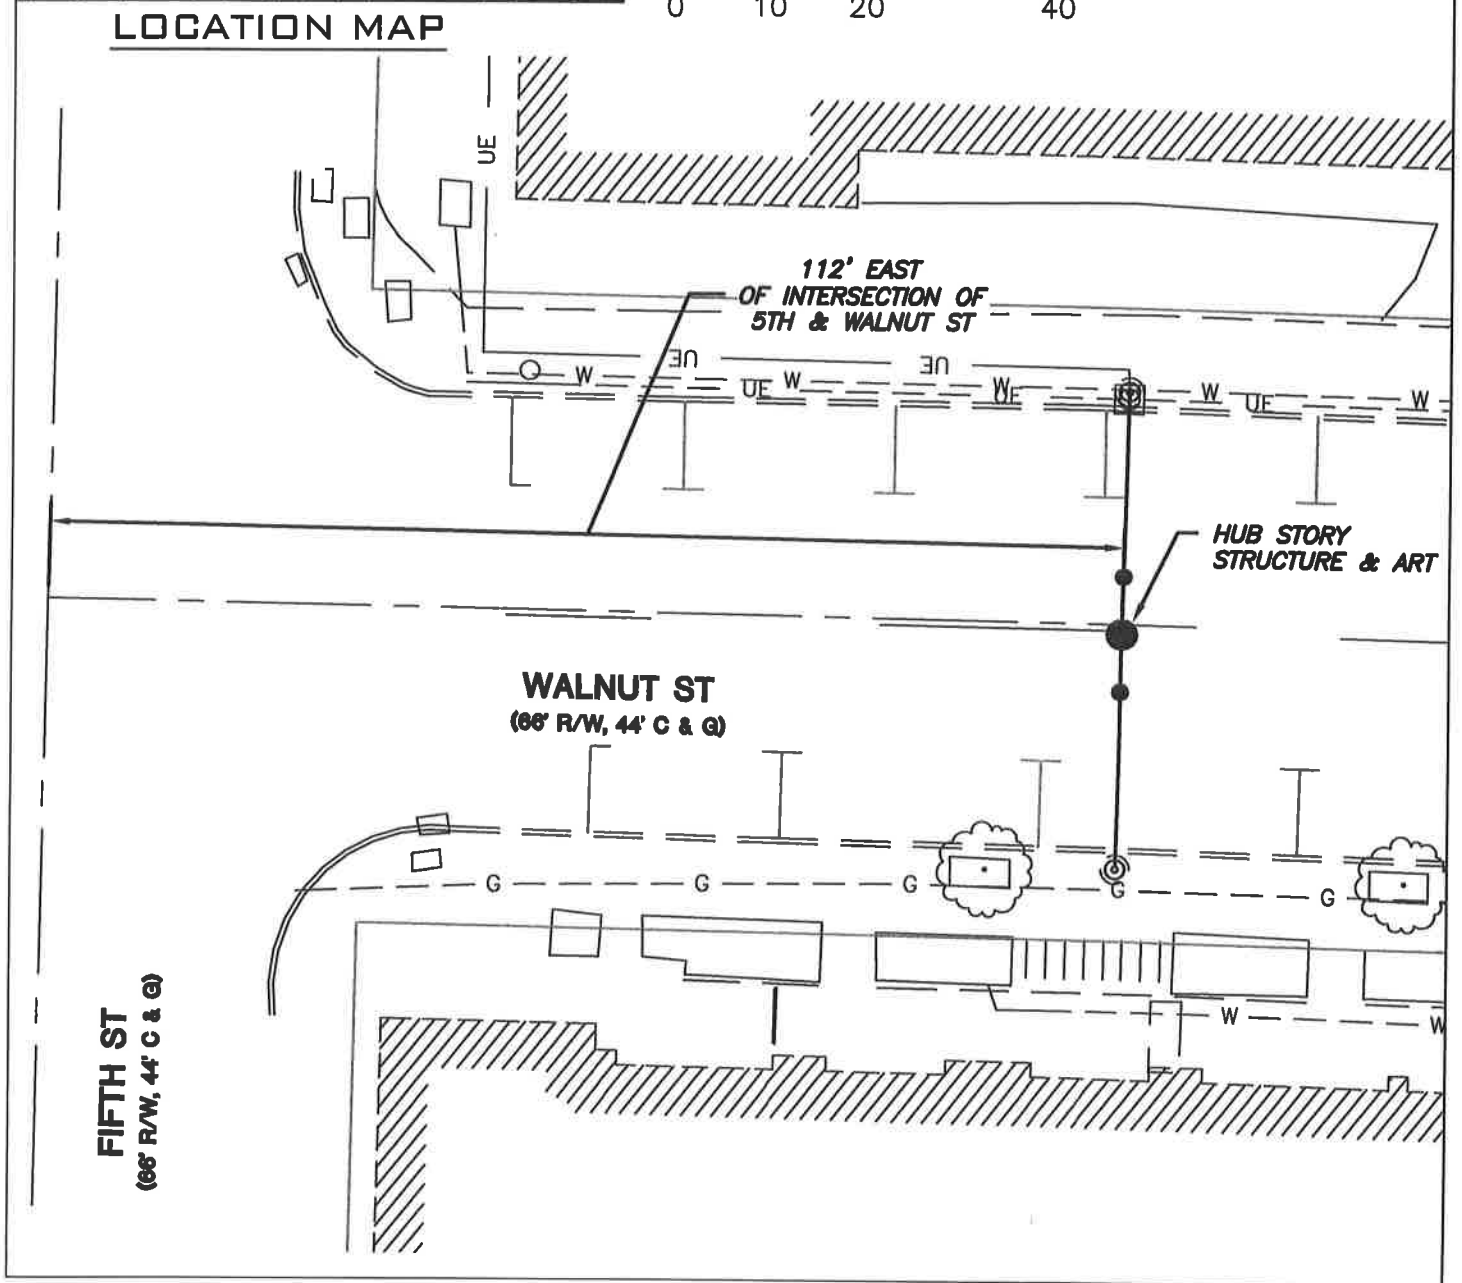 0 10 20 40
LOCATION MAP
UE
112' EAST
OF INTERSECTION OF
5TH & WALNUT ST
UE UE
W W W W W
UE UE UE
HUB STORY
STRUCTURE & ART
WALNUT ST
(66' R/W, 44' C & G)
G G G G G
W W
FIFTH ST
(66' R/W, 44' C & G)